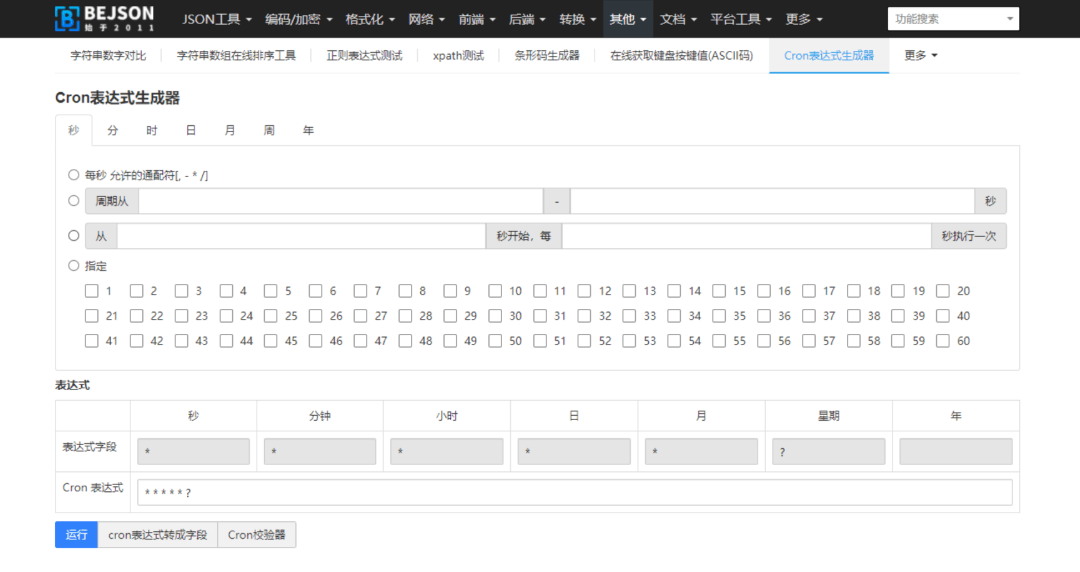 BEJSON
始于2011
JSON工具 编码/加密 格式化 网络 前端 后端 转换 其他 文档 平台工具 更多 功能搜索
字符串数字对比 字符串数组在线排序工具 正则表达式测试 xpath测试 条形码生成器 在线获取键盘按键值(ASCII码) Cron表达式生成器 更多
Cron表达式生成器
秒 分 时 日 月 周 年
每秒 允许的通配符[, - * /]
周期从 - 秒
从 秒开始，每 秒执行一次
指定
1 2 3 4 5 6 7 8 9 10 11 12 13 14 15 16 17 18 19 20
21 22 23 24 25 26 27 28 29 30 31 32 33 34 35 36 37 38 39 40
41 42 43 44 45 46 47 48 49 50 51 52 53 54 55 56 57 58 59 60
表达式
秒 分钟 小时 日 月 星期 年
表达式字段 * * * * * ?
Cron 表达式 * * * * * ?
运行 cron表达式转成字段 Cron校验器